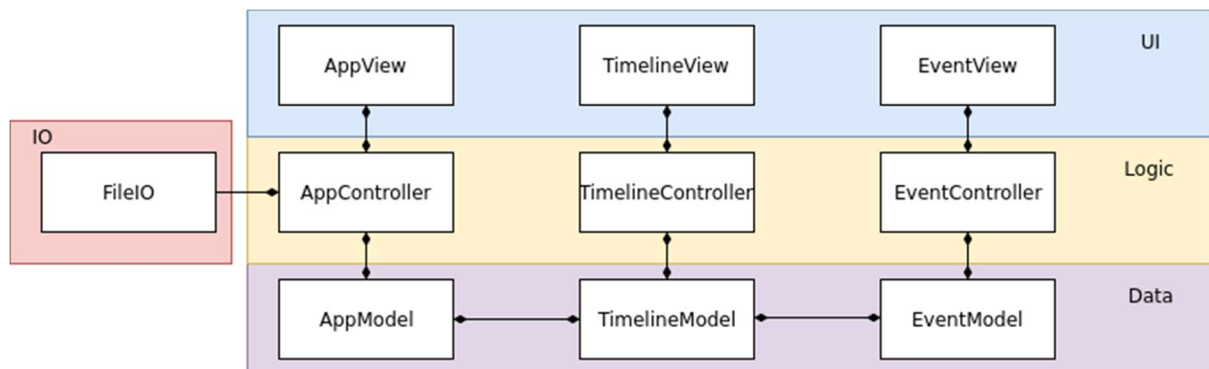 UI
AppView
TimelineView
EventView
IO
Logic
FileIO
AppController
TimelineController
EventController
Data
AppModel
TimelineModel
EventModel